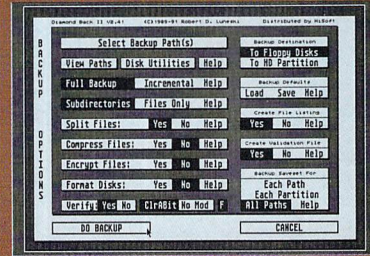 Diamond Back II V2.41 (C)1989-91 Robert D. Luneski Distributed by HiSoft
BACKUP OPTIONS
Select Backup Path(s)
View Paths Disk Utilities Help
Full Backup Incremental Help
Subdirectories Files Only Help
Split Files: Yes No Help
Compress Files: Yes No Help
Encrypt Files: Yes No Help
Format Disks: Yes No Help
Verify: Yes No ClrABit No Mod F
DO BACKUP
Backup Destination
To Floppy Disks
To HD Partition
Backup Defaults
Load Save Help
Create File Listing
Yes No Help
Create Validation File
Yes No Help
Backup Saveset For
Each Path
Each Partition
All Paths Help
CANCEL